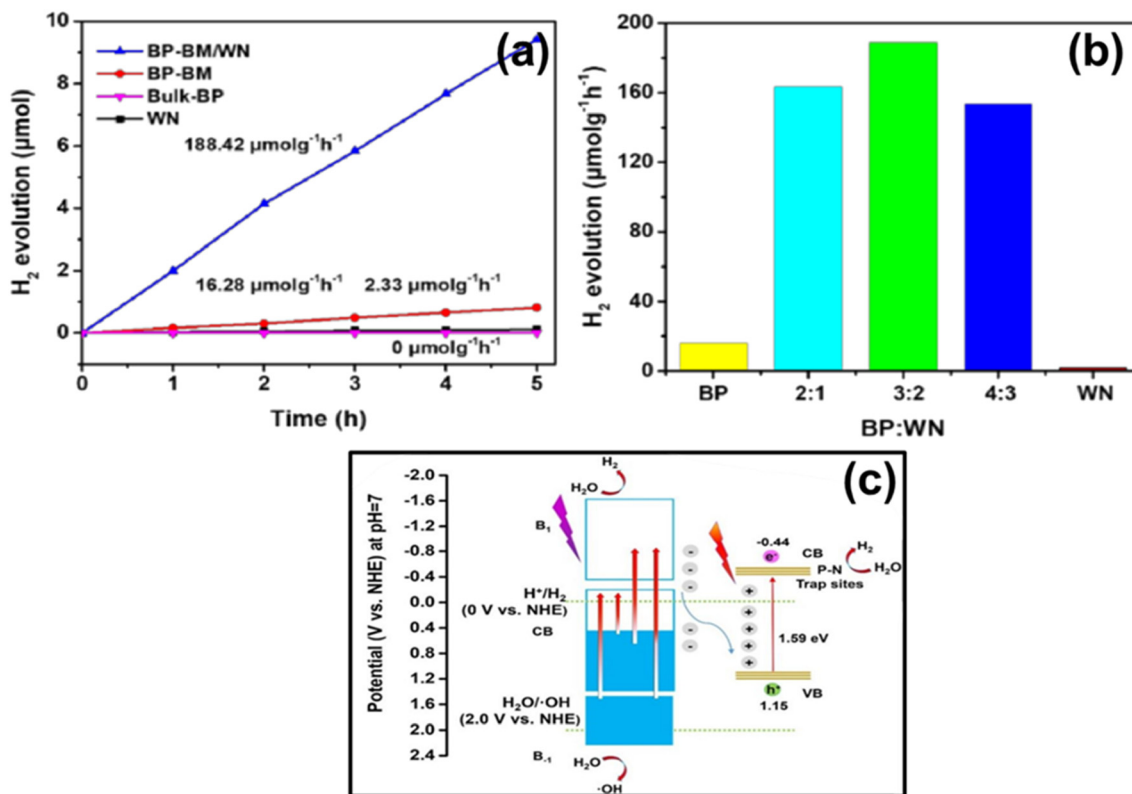 (a)
10
8
6
4
2
0
H₂ evolution (μmol)
BP-BM/WN
BP-BM
Bulk-BP
WN
188.42 μmolg⁻¹h⁻¹
16.28 μmolg⁻¹h⁻¹ 2.33 μmolg⁻¹h⁻¹
0 μmolg⁻¹h⁻¹
0 1 2 3 4 5
Time (h)
(b)
200
160
120
80
40
0
H₂ evolution (μmolg⁻¹h⁻¹)
BP 2:1 3:2 4:3 WN
BP:WN
(c)
Potential (V vs. NHE) at pH=7
-2.0
-1.6
-1.2
-0.8
-0.4
0.0
0.4
0.8
1.2
1.6
2.0
2.4
H₂
H₂O
B₁
H⁺/H₂
(0 V vs. NHE)
CB
H₂O/·OH
(2.0 V vs. NHE)
B₋₁
H₂O
·OH
-
-
-
-
-
+
+
+
+
+
-0.44
e⁻
CB
P-N
Trap sites
H₂
H₂O
1.59 eV
h⁺
VB
1.15